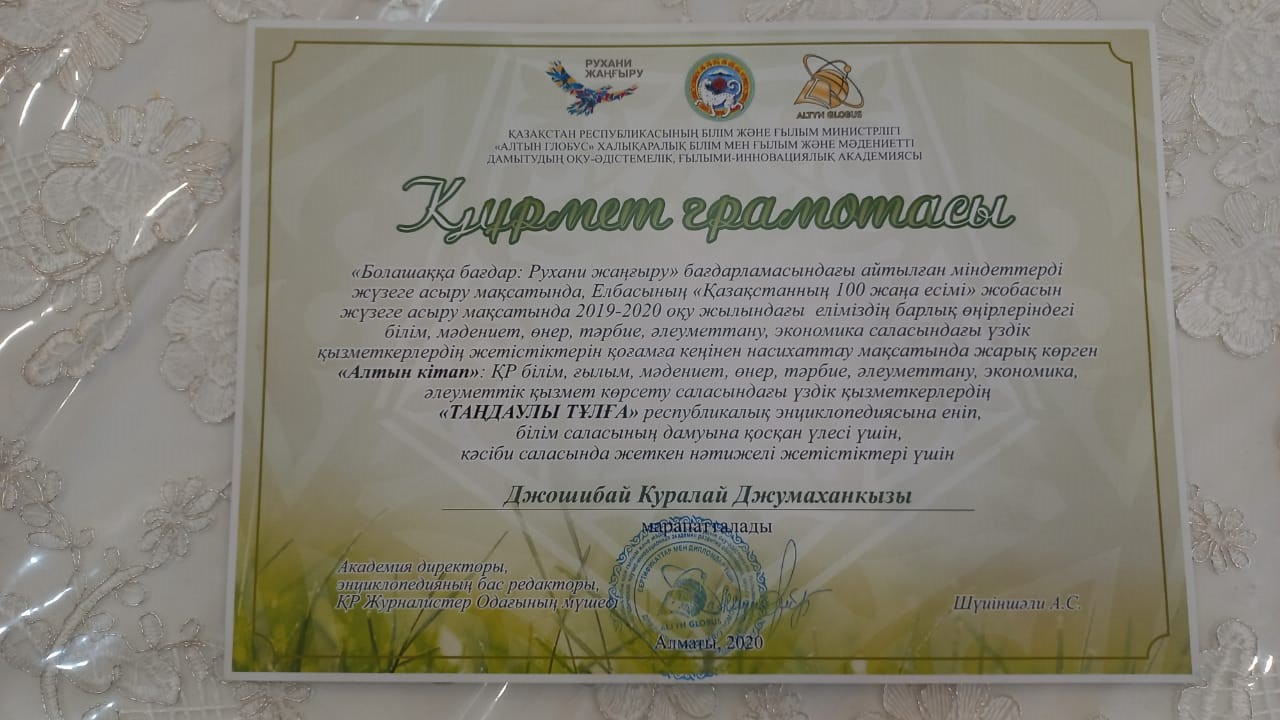 РУХАНИ
ЖАҢҒЫРУ
ALTYN GLOBUS
ҚАЗАҚСТАН РЕСПУБЛИКАСЫНЫҢ БІЛІМ ЖӘНЕ ҒЫЛЫМ МИНИСТРЛІГІ
«АЛТЫН ГЛОБУС» ХАЛЫҚАРАЛЫҚ БІЛІМ МЕН ҒЫЛЫМ ЖӘНЕ МӘДЕНИЕТТІ
ДАМЫТУДЫҢ ОҚУ-ӘДІСТЕМЕЛІК, ҒЫЛЫМИ-ИННОВАЦИЯЛЫҚ АКАДЕМИЯСЫ
Құрмет грамотасы
«Болашаққа бағдар: Рухани жаңғыру» бағдарламасындағы айтылған міндеттерді
жүзеге асыру мақсатында, Елбасының «Қазақстанның 100 жаңа есімі» жобасын
жүзеге асыру мақсатында 2019-2020 оқу жылындағы еліміздің барлық өңірлеріндегі
білім, мәдениет, өнер, тәрбие, әлеуметтану, экономика саласындағы үздік
қызметкерлердің жетістіктерін қоғамға кеңінен насихаттау мақсатында жарық көрген
«Алтын кітап»: ҚР білім, ғылым, мәдениет, өнер, тәрбие, әлеуметтану, экономика,
әлеуметтік қызмет көрсету саласындағы үздік қызметкерлердің
«ТАҢДАУЛЫ ТҰЛҒА» республикалық энциклопедиясына еніп,
білім саласының дамуына қосқан үлесі үшін,
кәсіби саласында жеткен нәтижелі жетістіктері үшін
Джошибай Куралай Джумаханкызы
марапатталады
Академия директоры,
энциклопедияның бас редакторы,
ҚР Журналистер Одағының мүшесі
Шүйіншәлі А.С.
СЕРТИФИКАТТАР МЕН ДИПЛОМДАР
ALTYN GLOBUS
Алматы, 2020